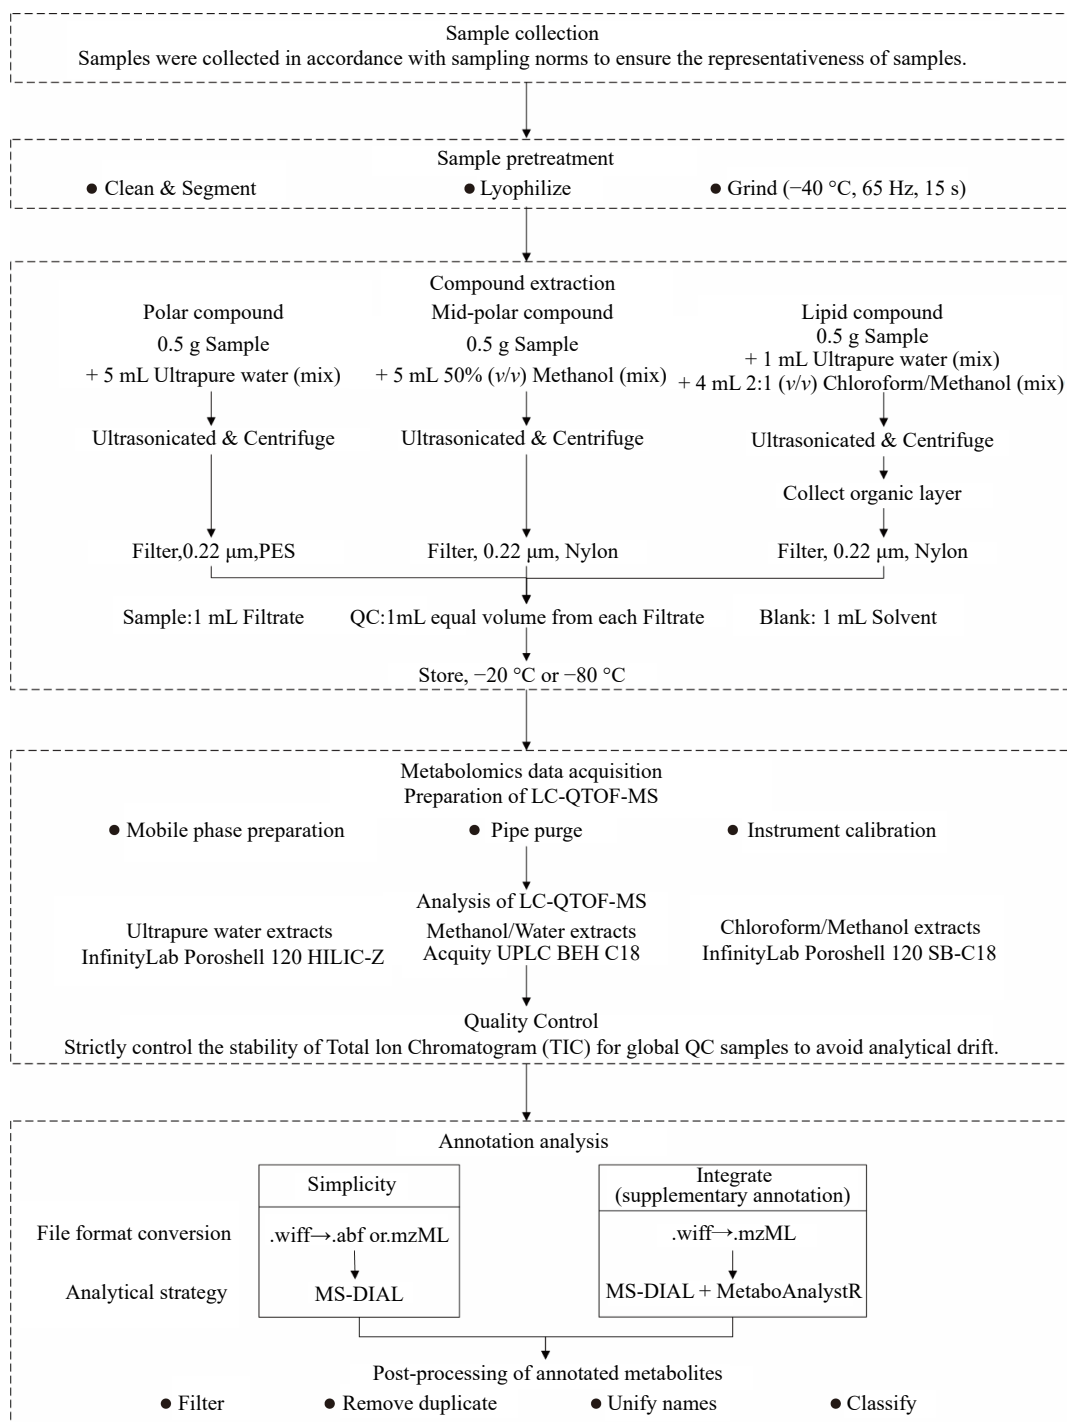 Sample collection
Samples were collected in accordance with sampling norms to ensure the representativeness of samples.
Sample pretreatment
● Clean & Segment ● Lyophilize ● Grind (−40 °C, 65 Hz, 15 s)
Compound extraction
Polar compound
0.5 g Sample
+ 5 mL Ultrapure water (mix)
Ultrasonicated & Centrifuge
Filter,0.22 μm,PES
Mid-polar compound
0.5 g Sample
+ 5 mL 50% (v/v) Methanol (mix)
Ultrasonicated & Centrifuge
Filter, 0.22 μm, Nylon
Lipid compound
0.5 g Sample
+ 1 mL Ultrapure water (mix)
+ 4 mL 2:1 (v/v) Chloroform/Methanol (mix)
Ultrasonicated & Centrifuge
Collect organic layer
Filter, 0.22 μm, Nylon
Sample:1 mL Filtrate QC:1mL equal volume from each Filtrate Blank: 1 mL Solvent
Store, −20 °C or −80 °C
Metabolomics data acquisition
Preparation of LC-QTOF-MS
● Mobile phase preparation ● Pipe purge ● Instrument calibration
Analysis of LC-QTOF-MS
Ultrapure water extracts
InfinityLab Poroshell 120 HILIC-Z
Methanol/Water extracts
Acquity UPLC BEH C18
Chloroform/Methanol extracts
InfinityLab Poroshell 120 SB-C18
Quality Control
Strictly control the stability of Total lon Chromatogram (TIC) for global QC samples to avoid analytical drift.
Annotation analysis
Simplicity
Integrate
(supplementary annotation)
File format conversion .wiff→.abf or.mzML .wiff→.mzML
Analytical strategy MS-DIAL MS-DIAL + MetaboAnalystR
Post-processing of annotated metabolites
● Filter ● Remove duplicate ● Unify names ● Classify